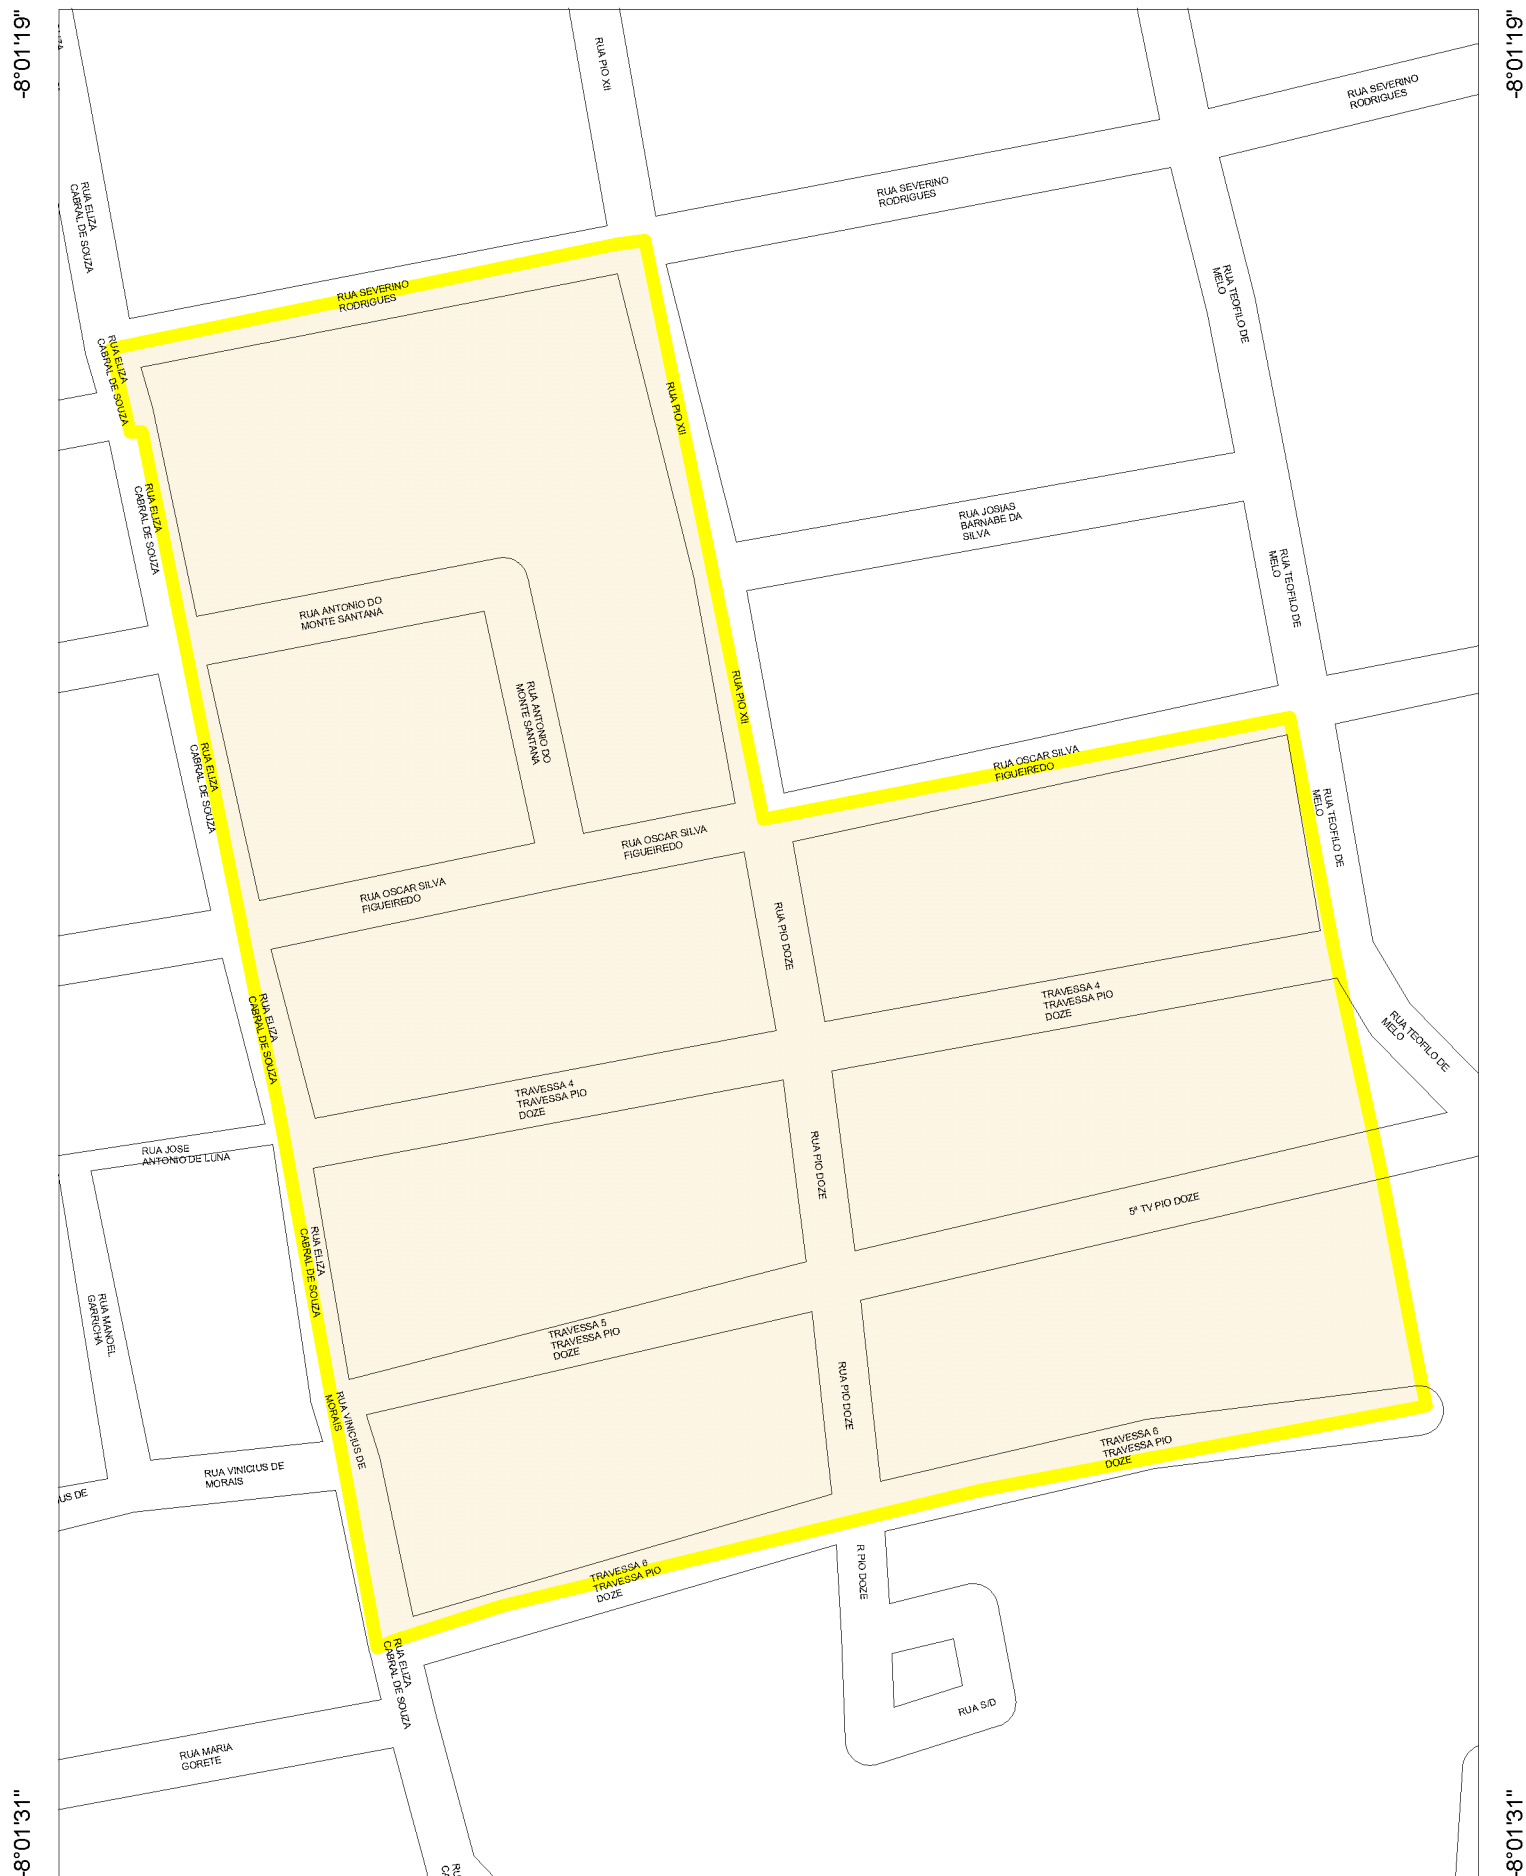 -8°01'19"
-8°01'19"
RUA PIO XII
RUA SEVERINO
RODRIGUES
RUA SEVERINO
RODRIGUES
RUA ELIZA
CABRAL DE SOUZA
RUA SEVERINO
RODRIGUES
RUA TEOFILO DE
MELO
RUA ELIZA
CABRAL DE SOUZA
RUA PIO XII
RUA ELIZA
CABRAL DE SOUZA
RUA JOSIAS
BARNABE DA
SILVA
RUA TEOFILO DE
MELO
RUA ANTONIO DO
MONTE SANTANA
RUA ANTONIO DO
MONTE SANTANA
RUA PIO XII
RUA ELIZA
CABRAL DE SOUZA
RUA OSCAR SILVA
FIGUEIREDO
RUA TEOFILO DE
MELO
RUA OSCAR SILVA
FIGUEIREDO
RUA OSCAR SILVA
FIGUEIREDO
RUA PIO DOZE
RUA ELIZA
CABRAL DE SOUZA
TRAVESSA 4
TRAVESSA PIO
DOZE
RUA TEOFILO DE
MELO
TRAVESSA 4
TRAVESSA PIO
DOZE
RUA JOSE
ANTONIO DE LUNA
RUA PIO DOZE
5ª TV PIO DOZE
RUA ELIZA
CABRAL DE SOUZA
RUA MANOEL
GARRICHA
TRAVESSA 5
TRAVESSA PIO
DOZE
RUA PIO DOZE
RUA VINICIUS DE
MORAIS
TRAVESSA 6
TRAVESSA PIO
DOZE
RUA VINICIUS DE
MORAIS
US DE
R PIO DOZE
TRAVESSA 6
TRAVESSA PIO
DOZE
RUA ELIZA
CABRAL DE SOUZA
RUA S/D
RUA MARIA
GORETE
-8°01'31"
-8°01'31"
RU
CA